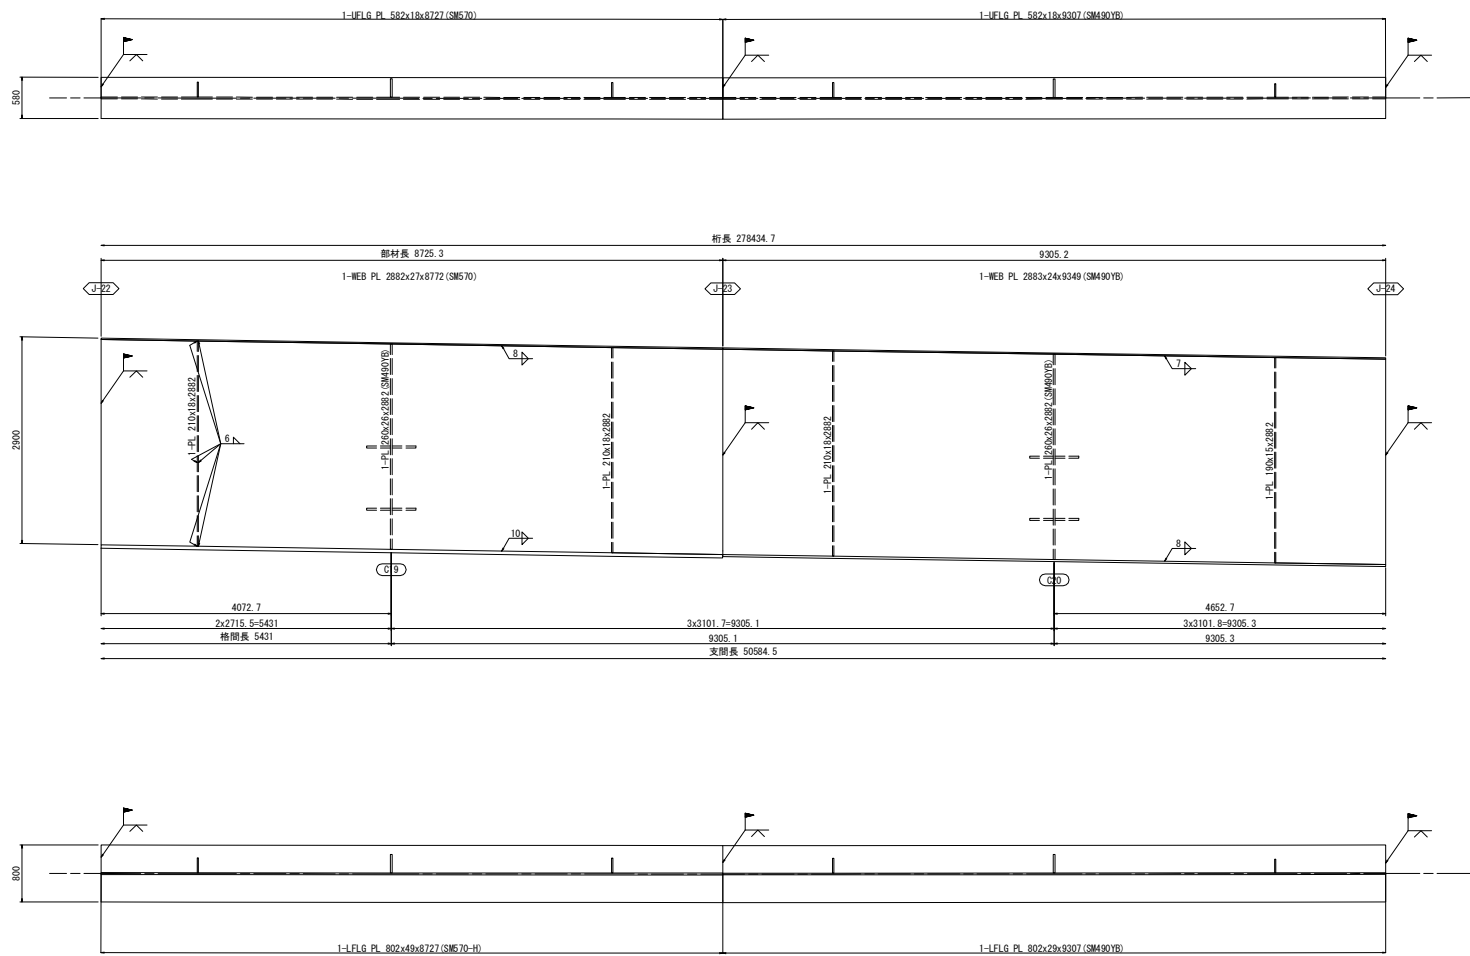 1-UFLG PL 582x18x8727(SM570)
1-UFLG PL 582x18x9307(SM490YB)
580
桁長 278434.7
部材長 8725.3
9305.2
1-WEB PL 2882x27x8772(SM570)
1-WEB PL 2883x24x9349(SM490YB)
J-22
J-23
J-24
2900
1-PL 210x18x2882
6
1-PL 260x26x2882(SM490YB)
8
1-PL 210x18x2882
1-PL 210x18x2882
1-PL 260x26x2882(SM490YB)
7
1-PL 190x15x2882
10
8
C19
C20
4072.7
4652.7
2x2715.5=5431
3x3101.7=9305.1
3x3101.8=9305.3
格間長 5431
9305.1
9305.3
支間長 50584.5
800
1-LFLG PL 802x49x8727(SM570-H)
1-LFLG PL 802x29x9307(SM490YB)